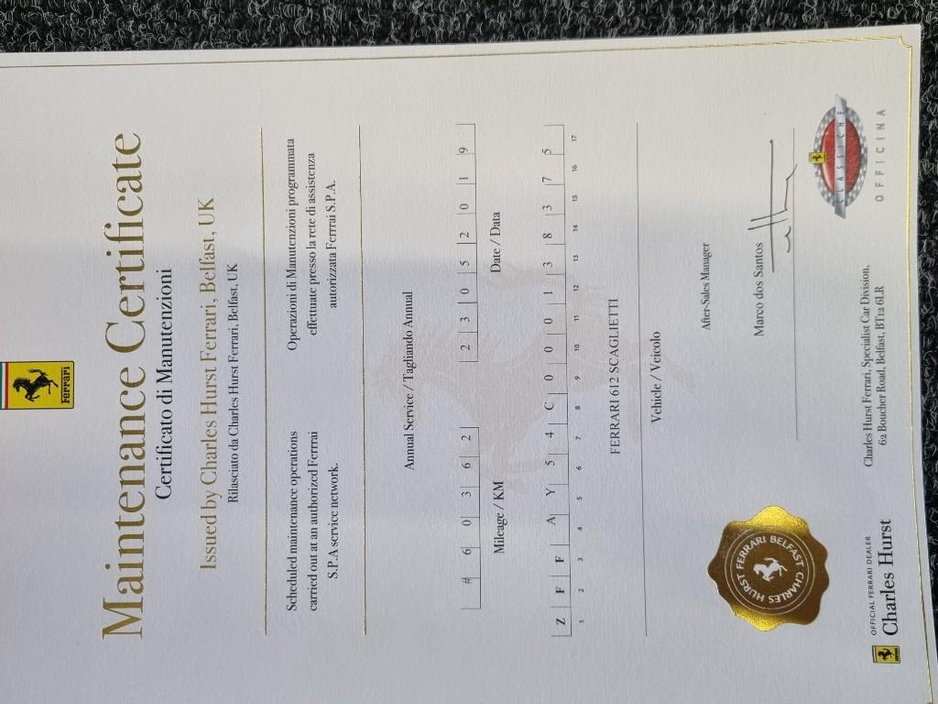 Ferrari
Maintenance Certificate
Certificato di Manutenzioni
Issued by Charles Hurst Ferrari, Belfast, UK
Rilasciato da Charles Hurst Ferrari, Belfast, UK
Scheduled maintenance operations
carried out at an authorized Ferrrai
S.P.A service network.
Operazioni di Manutenzioni programmata
effettuate presso la rete di assistenza
autorizzata Ferrrai S.P.A.
Annual Service / Tagliando Annual
# 6 0 3 6 2
2 3 0 5 2 0 1 9
Mileage / KM
Date / Data
Z F F A Y 5 4 C 0 0 0 1 3 8 3 7 5
1 2 3 4 5 6 7 8 9 10 11 12 13 14 15 16 17
FERRARI 612 SCAGLIETTI
Vehicle / Veicolo
After-Sales Manager
Marco dos Santos
CHARLES HURST FERRARI BELFAST
OFFICIAL FERRARI DEALER
Charles Hurst
Charles Hurst Ferrari, Specialist Car Division,
62 Boucher Road, Belfast, BT12 6LR
CLASSICHE
OFFICINA